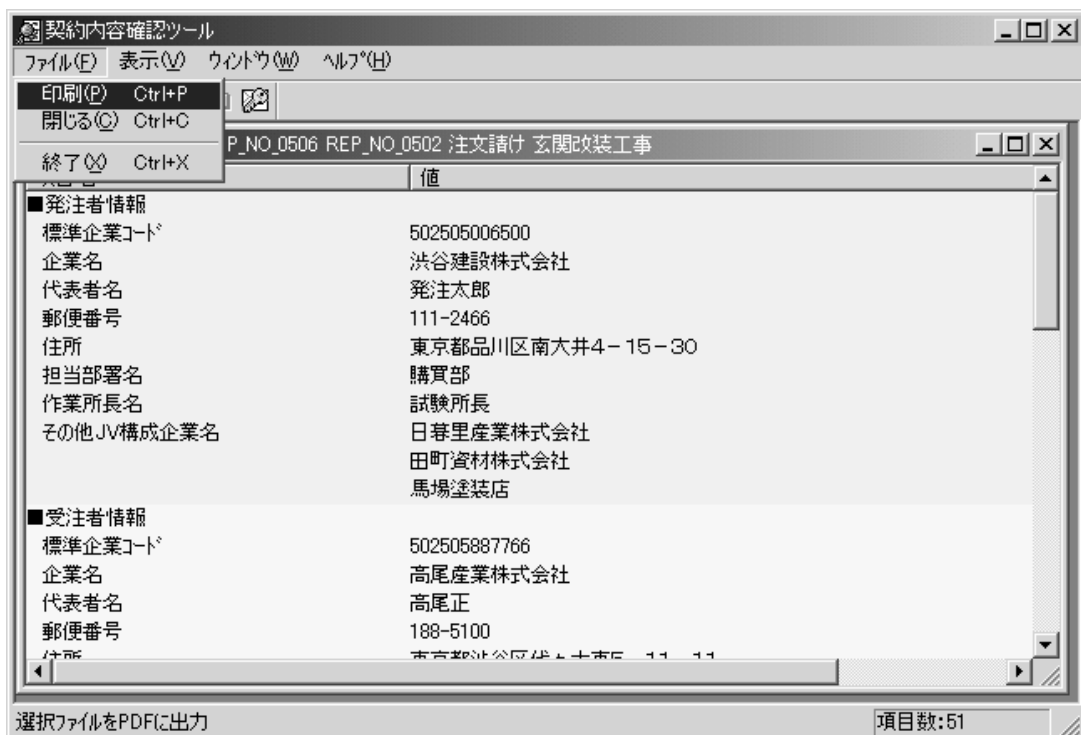 契約内容確認ツール
ファイル(F) 表示(V) ウィンドウ(W) ヘルプ(H)
印刷(P) Ctrl+P
閉じる(C) Ctrl+C
終了(X) Ctrl+X
P_NO_0506 REP_NO_0502 注文請け 玄関改装工事
値
■発注者情報
標準企業コード 502505006500
企業名 渋谷建設株式会社
代表者名 発注太郎
郵便番号 111-2466
住所 東京都品川区南大井4-15-30
担当部署名 購買部
作業所長名 試験所長
その他JV構成企業名 日暮里産業株式会社
田町資材株式会社
馬場塗装店
■受注者情報
標準企業コード 502505887766
企業名 高尾産業株式会社
代表者名 高尾正
郵便番号 188-5100
住所
選択ファイルをPDFに出力 項目数:51